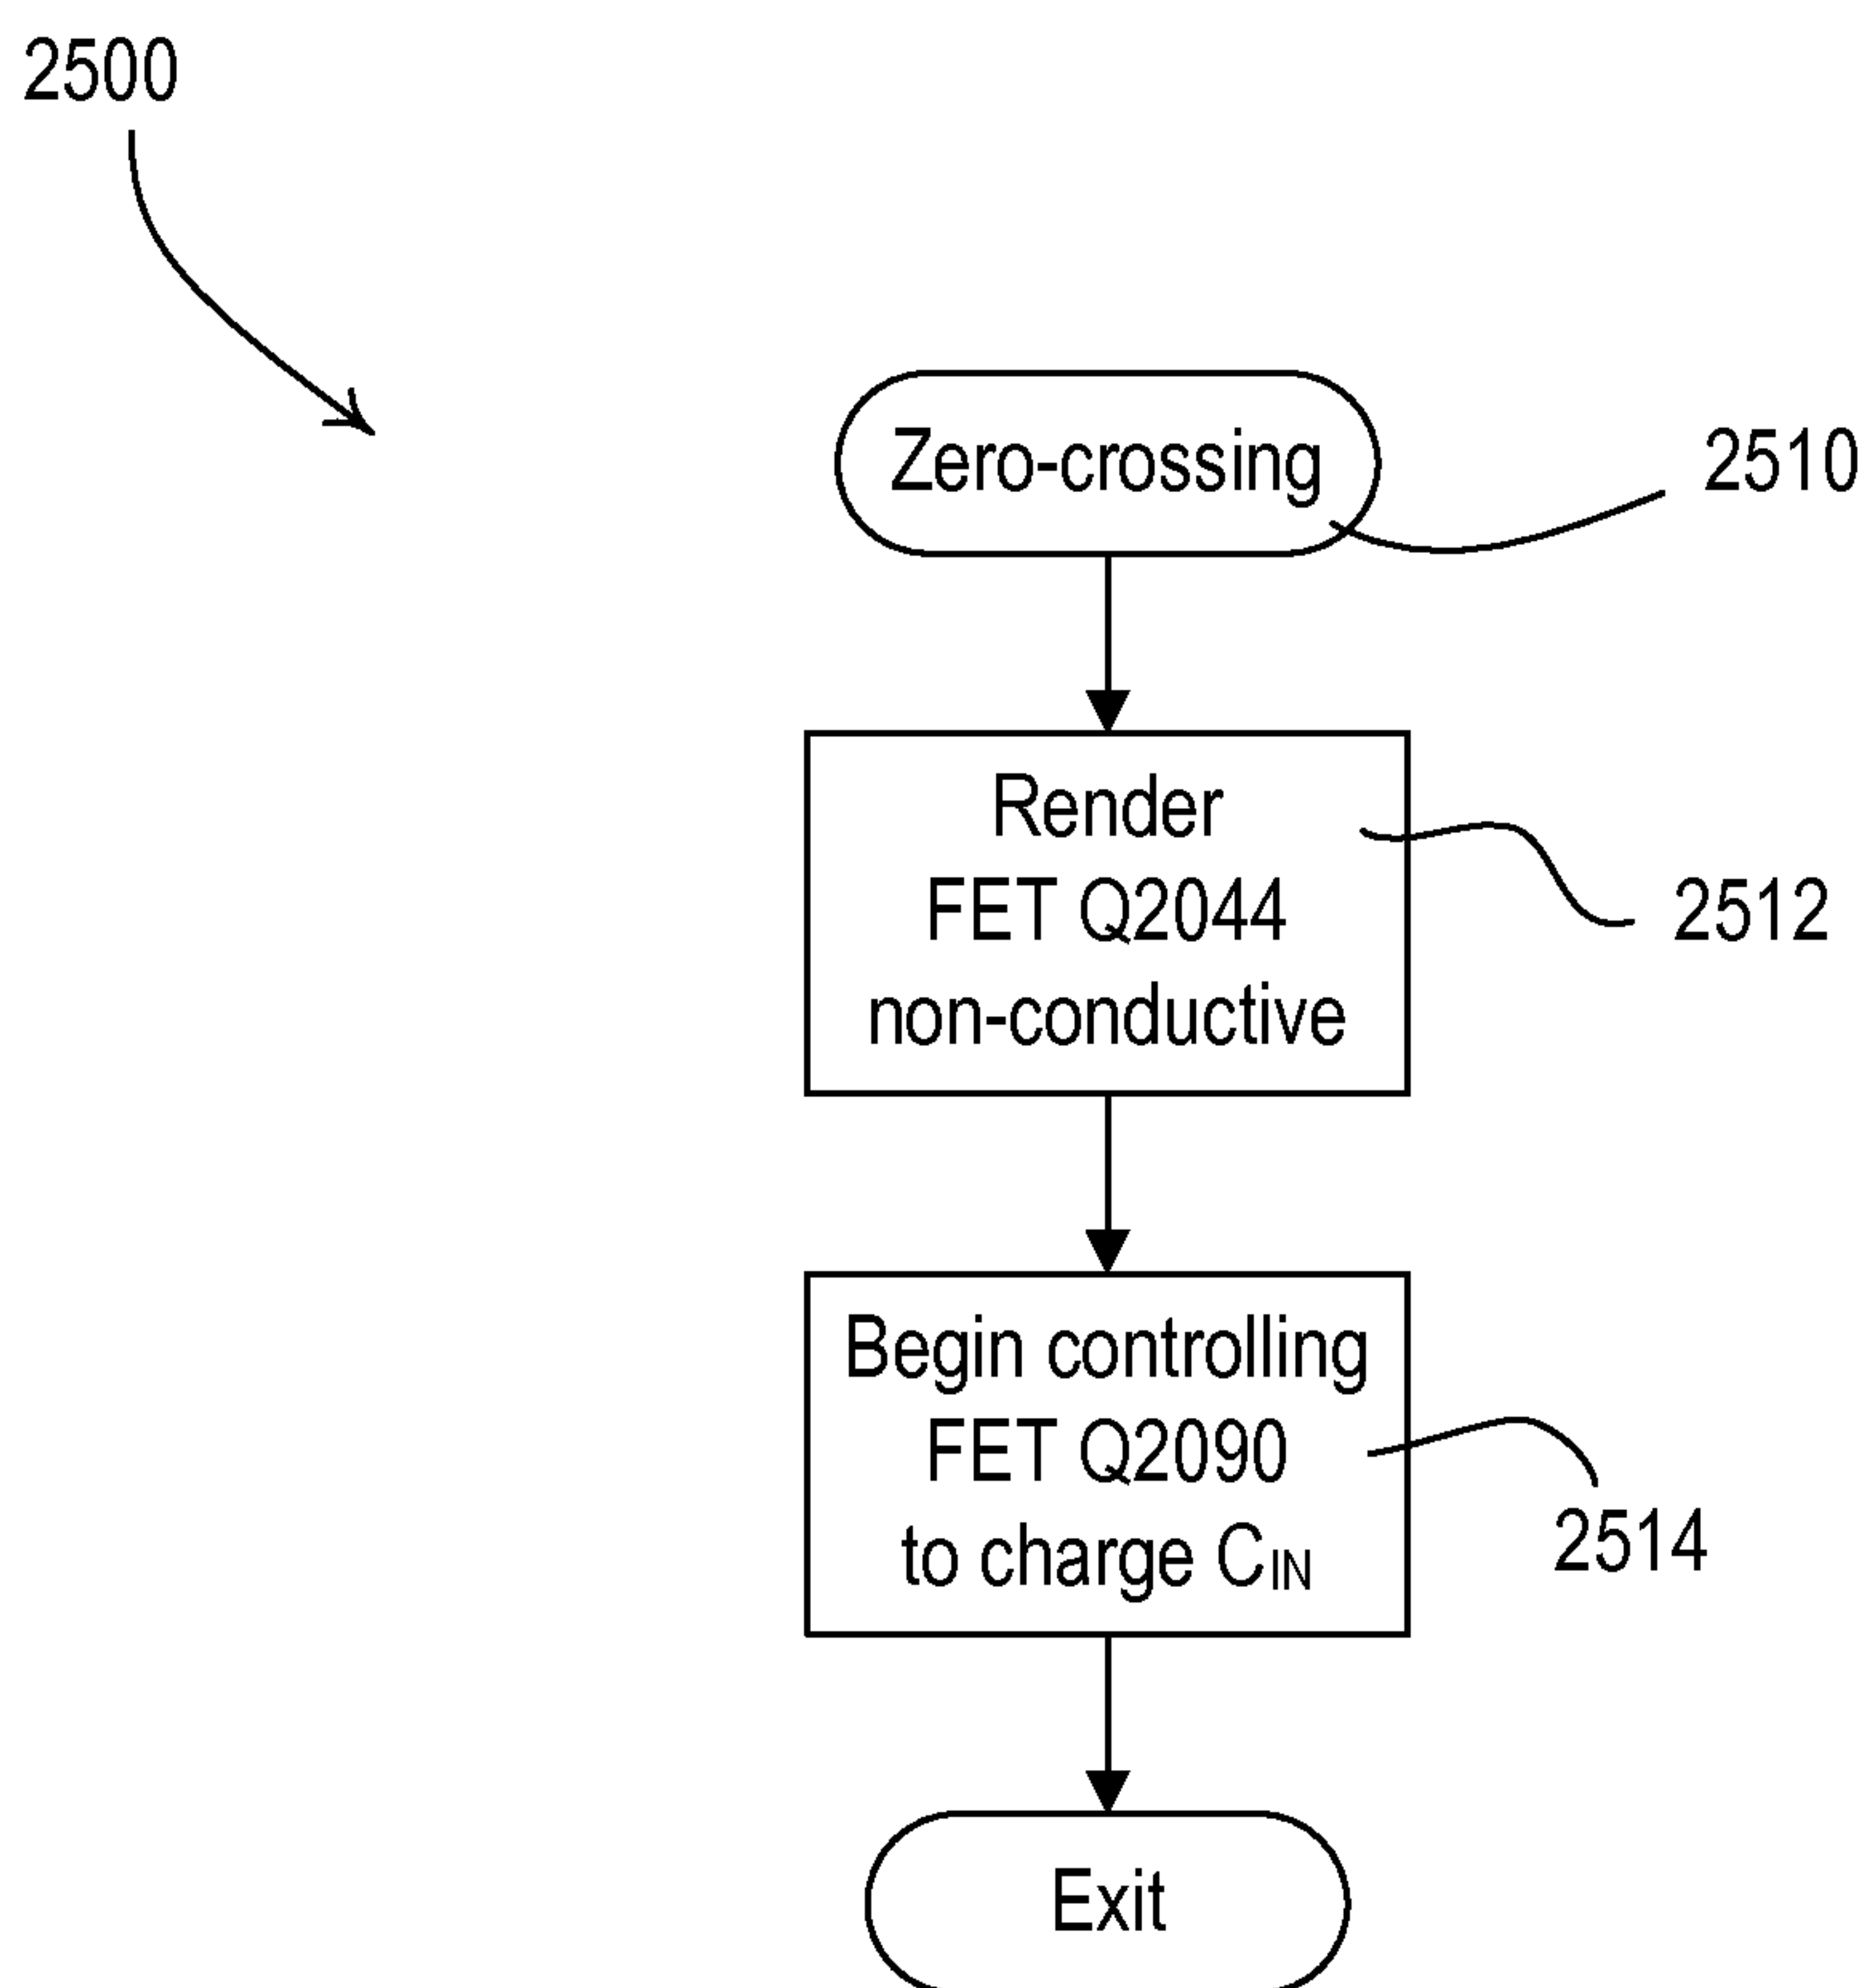 2500
Zero-crossing
2510
Render
FET Q2044
non-conductive
2512
Begin controlling
FET Q2090
to charge CIN
2514
Exit